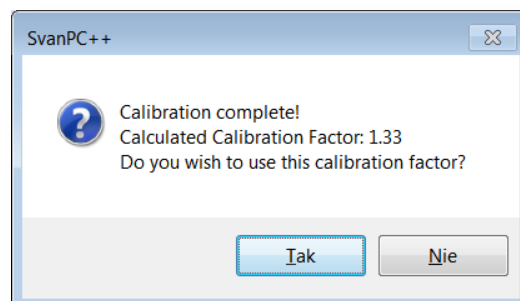 SvanPC++
Calibration complete!
Calculated Calibration Factor: 1.33
Do you wish to use this calibration factor?
Tak
Nie